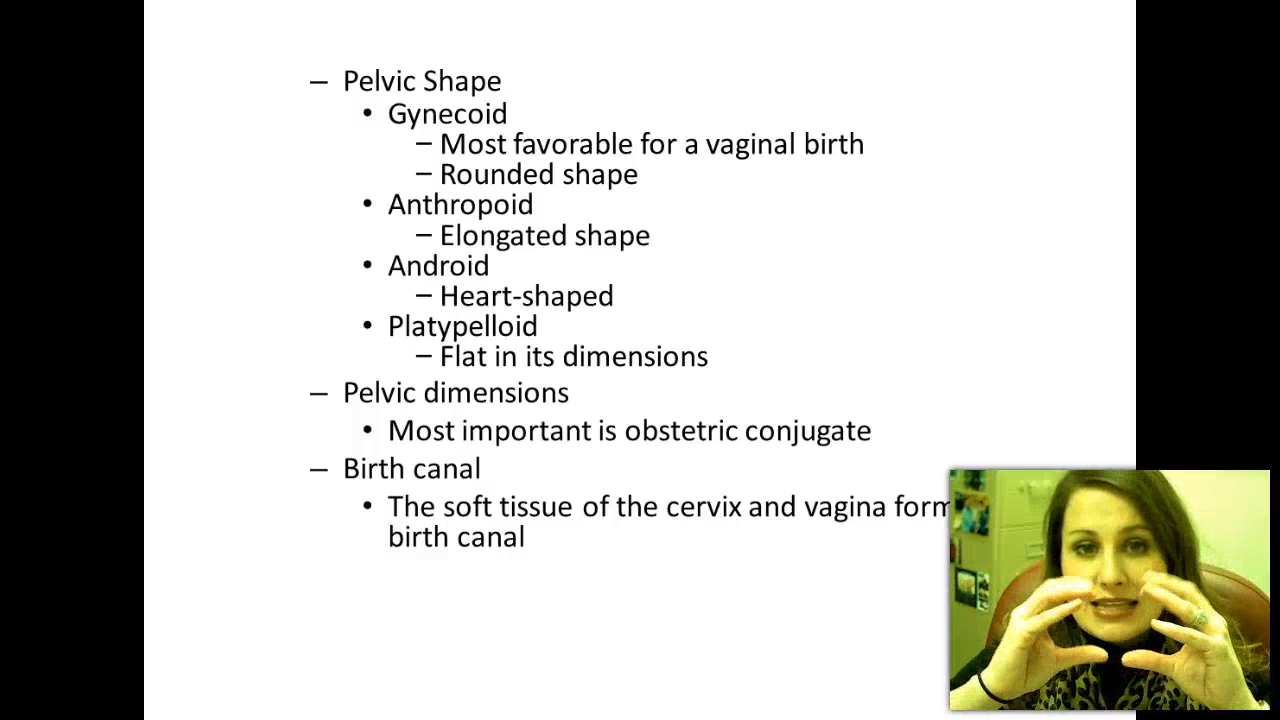 – Pelvic Shape
• Gynecoid
– Most favorable for a vaginal birth
– Rounded shape
• Anthropoid
– Elongated shape
• Android
– Heart-shaped
• Platypelloid
– Flat in its dimensions
– Pelvic dimensions
• Most important is obstetric conjugate
– Birth canal
• The soft tissue of the cervix and vagina form
birth canal